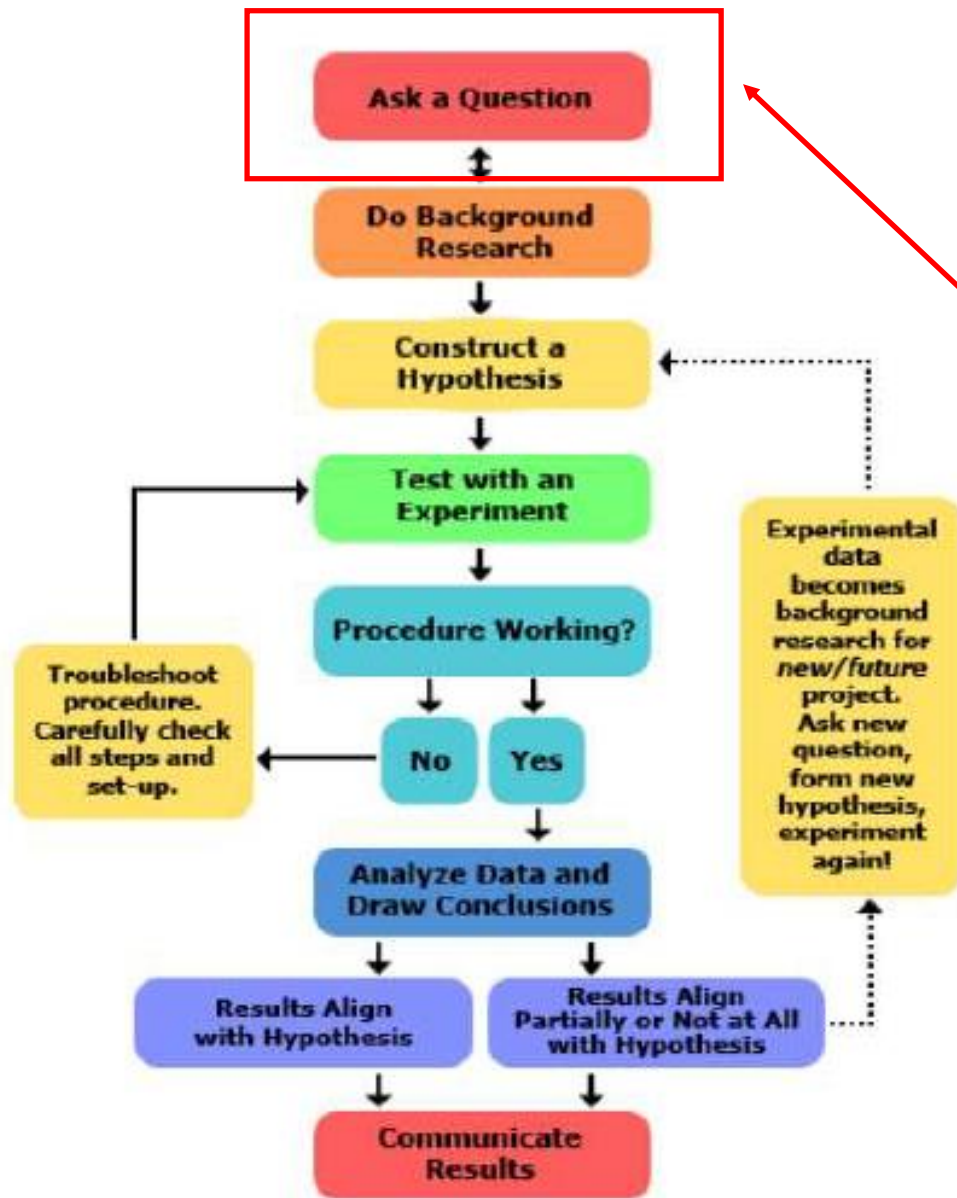 Ask a Question
Do Background
Research
Construct a
Hypothesis
Test with an
Experiment
Procedure Working?
No
Yes
Troubleshoot
procedure.
Carefully check
all steps and
set-up.
Experimental
data
becomes
background
research for
new/future
project.
Ask new
question,
form new
hypothesis,
experiment
again!
Analyze Data and
Draw Conclusions
Results Align
with Hypothesis
Results Align
Partially or Not at All
with Hypothesis
Communicate
Results